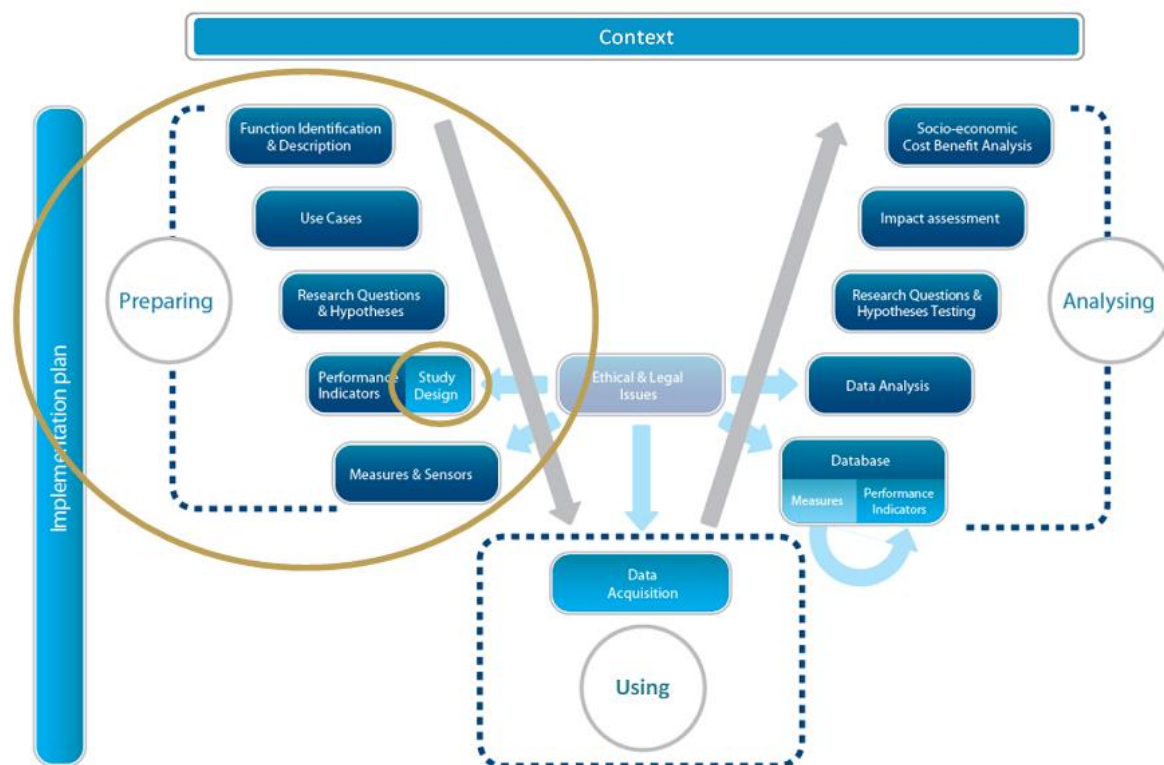 Context
Implementation plan
Preparing
Function Identification
& Description
Use Cases
Research Questions
& Hypotheses
Performance
Indicators
Study
Design
Measures & Sensors
Ethical & Legal
Issues
Data
Acquisition
Using
Socio-economic
Cost Benefit Analysis
Impact assessment
Research Questions &
Hypotheses Testing
Data Analysis
Database
Measures
Performance
Indicators
Analysing